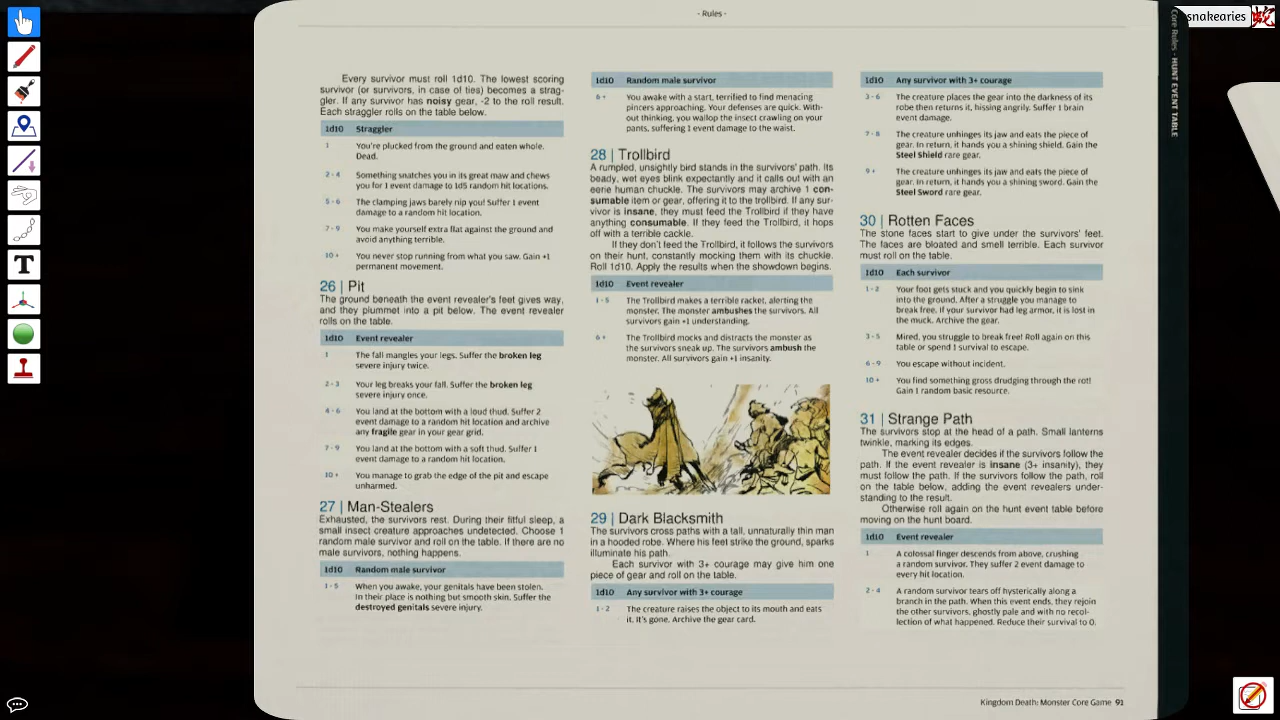 - Rules -
snakearies
Core Rules - HUNT EVENT TABLE
Every survivor must roll 1d10. The lowest scoring
survivor (or survivors, in case of ties) becomes a strag-
gler. If any survivor has noisy gear, -2 to the roll result.
Each straggler rolls on the table below.
1d10 Straggler
1 You're plucked from the ground and eaten whole.
Dead.
2 - 4 Something snatches you in its great maw and chews
you for 1 event damage to 1d5 random hit locations.
5 - 6 The clamping jaws barely nip you! Suffer 1 event
damage to a random hit location.
7 - 9 You make yourself extra flat against the ground and
avoid anything terrible.
10 + You never stop running from what you saw. Gain +1
permanent movement.
26 | Pit
The ground beneath the event revealer's feet gives way,
and they plummet into a pit below. The event revealer
rolls on the table.
1d10 Event revealer
1 The fall mangles your legs. Suffer the broken leg
severe injury twice.
2 - 3 Your leg breaks your fall. Suffer the broken leg
severe injury once.
4 - 6 You land at the bottom with a loud thud. Suffer 2
event damage to a random hit location and archive
any fragile gear in your gear grid.
7 - 9 You land at the bottom with a soft thud. Suffer 1
event damage to a random hit location.
10 + You manage to grab the edge of the pit and escape
unharmed.
27 | Man-Stealers
Exhausted, the survivors rest. During their fitful sleep, a
small insect creature approaches undetected. Choose 1
random male survivor and roll on the table. If there are no
male survivors, nothing happens.
1d10 Random male survivor
1 - 5 When you awake, your genitals have been stolen.
In their place is nothing but smooth skin. Suffer the
destroyed genitals severe injury.
1d10 Random male survivor
6 + You awake with a start, terrified to find menacing
pincers approaching. Your defenses are quick. With-
out thinking, you wallop the insect crawling on your
pants, suffering 1 event damage to the waist.
28 | Trollbird
A rumpled, unsightly bird stands in the survivors' path. Its
beady, wet eyes blink expectantly and it calls out with an
eerie human chuckle. The survivors may archive 1 con-
sumable item or gear, offering it to the trollbird. If any sur-
vivor is insane, they must feed the Trollbird if they have
anything consumable. If they feed the Trollbird, it hops
off with a terrible cackle.
If they don't feed the Trollbird, it follows the survivors
on their hunt, constantly mocking them with its chuckle.
Roll 1d10. Apply the results when the showdown begins.
1d10 Event revealer
1 - 5 The Trollbird makes a terrible racket, alerting the
monster. The monster ambushes the survivors. All
survivors gain +1 understanding.
6 + The Trollbird mocks and distracts the monster as
the survivors sneak up. The survivors ambush the
monster. All survivors gain +1 insanity.
29 | Dark Blacksmith
The survivors cross paths with a tall, unnaturally thin man
in a hooded robe. Where his feet strike the ground, sparks
illuminate his path.
Each survivor with 3+ courage may give him one
piece of gear and roll on the table.
1d10 Any survivor with 3+ courage
1 - 2 The creature raises the object to its mouth and eats
it. It's gone. Archive the gear card.
1d10 Any survivor with 3+ courage
3 - 6 The creature places the gear into the darkness of its
robe then returns it, hissing angrily. Suffer 1 brain
event damage.
7 - 8 The creature unhinges its jaw and eats the piece of
gear. In return, it hands you a shining shield. Gain the
Steel Shield rare gear.
9 + The creature unhinges its jaw and eats the piece of
gear. In return, it hands you a shining sword. Gain the
Steel Sword rare gear.
30 | Rotten Faces
The stone faces start to give under the survivors' feet.
The faces are bloated and smell terrible. Each survivor
must roll on the table.
1d10 Each survivor
1 - 2 Your foot gets stuck and you quickly begin to sink
into the ground. After a struggle you manage to
break free. If your survivor had leg armor, it is lost in
the muck. Archive the gear.
3 - 5 Mired, you struggle to break free! Roll again on this
table or spend 1 survival to escape.
6 - 9 You escape without incident.
10 + You find something gross drudging through the rot!
Gain 1 random basic resource.
31 | Strange Path
The survivors stop at the head of a path. Small lanterns
twinkle, marking its edges.
The event revealer decides if the survivors follow the
path. If the event revealer is insane (3+ insanity), they
must follow the path. If the survivors follow the path, roll
on the table below, adding the event revealers under-
standing to the result.
Otherwise roll again on the hunt event table before
moving on the hunt board.
1d10 Event revealer
1 A colossal finger descends from above, crushing
a random survivor. They suffer 2 event damage to
every hit location.
2 - 4 A random survivor tears off hysterically along a
branch in the path. When this event ends, they rejoin
the other survivors, ghostly pale and with no recol-
lection of what happened. Reduce their survival to 0.
Kingdom Death: Monster Core Game 91
T